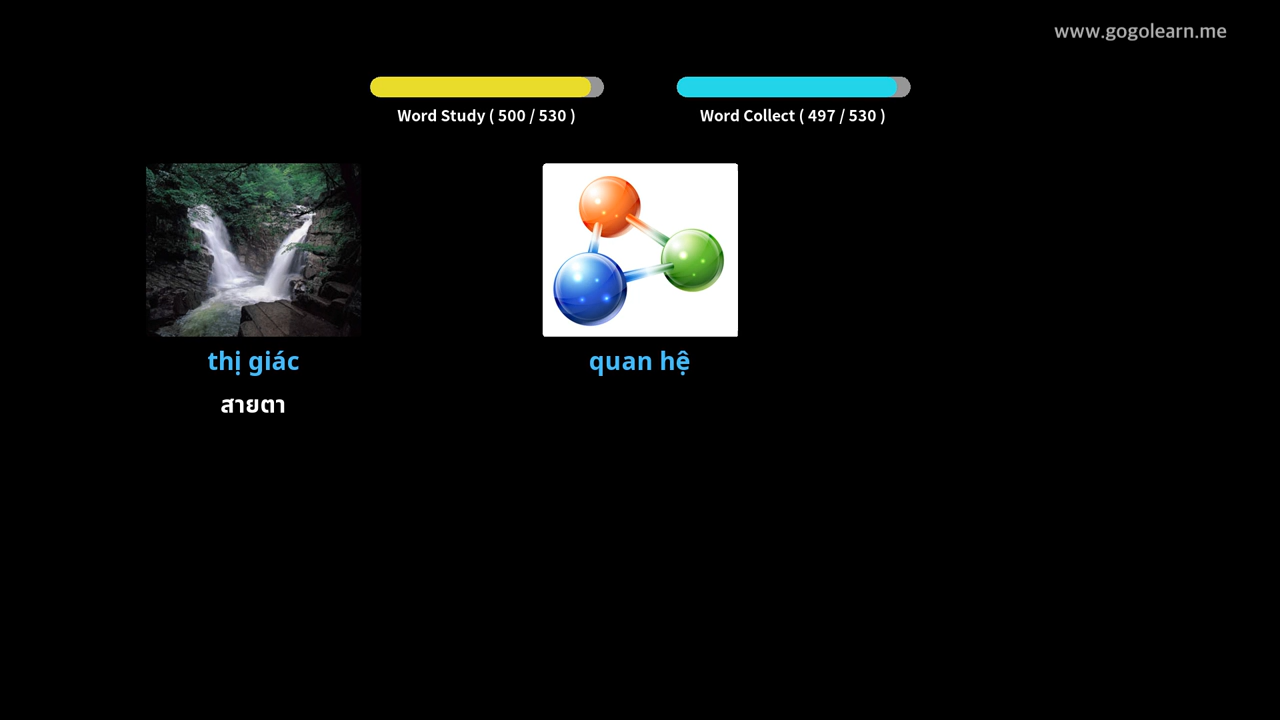 www.gogolearn.me
Word Study ( 500 / 530 )
Word Collect ( 497 / 530 )
thị giác
quan hệ
สายตา